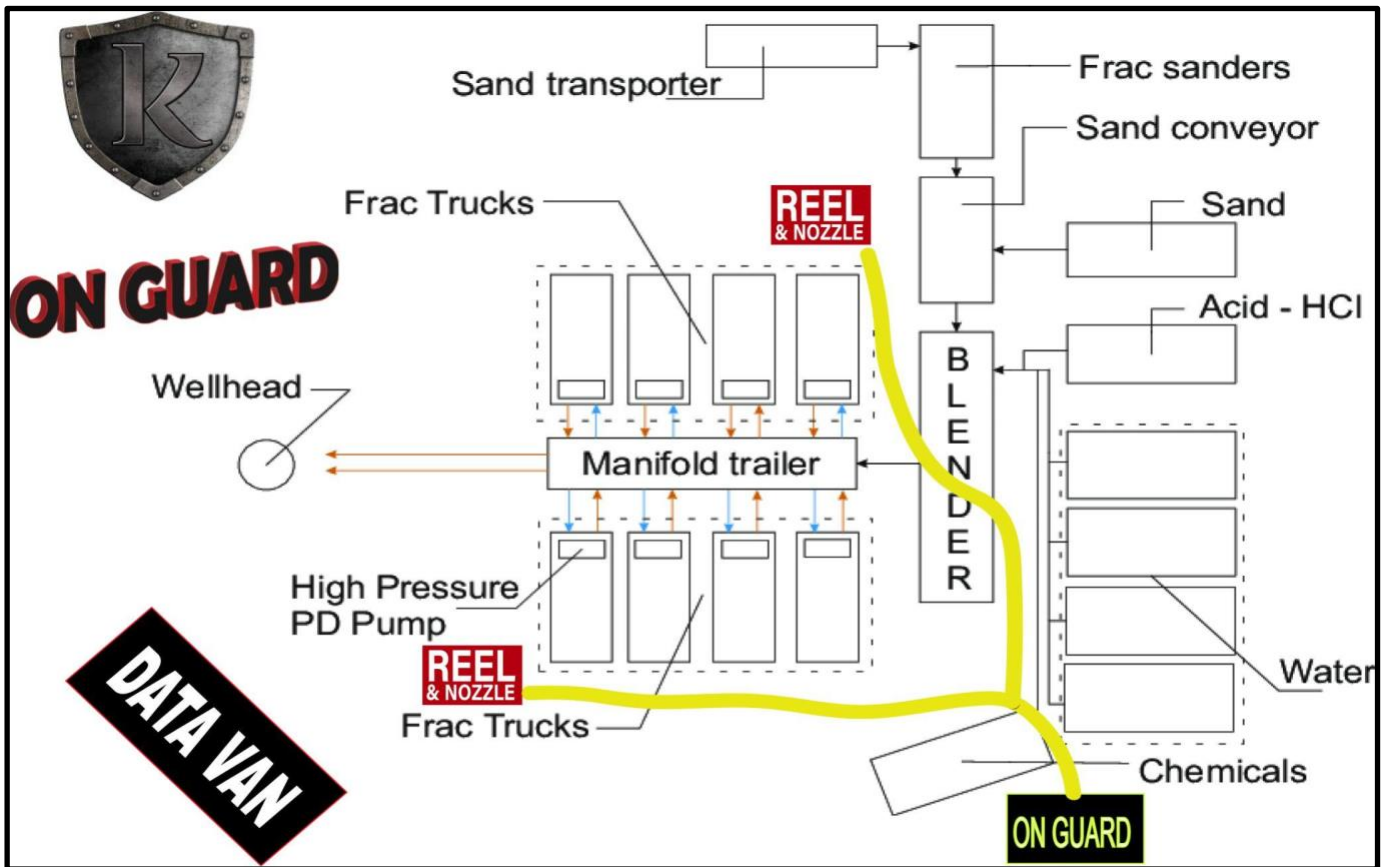 K
Sand transporter
Frac sanders
Sand conveyor
Frac Trucks
REEL
& NOZZLE
Sand
ON GUARD
Acid - HCl
Wellhead
BLENDER
Manifold trailer
High Pressure
PD Pump
REEL
& NOZZLE
Frac Trucks
Water
DATA VAN
Chemicals
ON GUARD